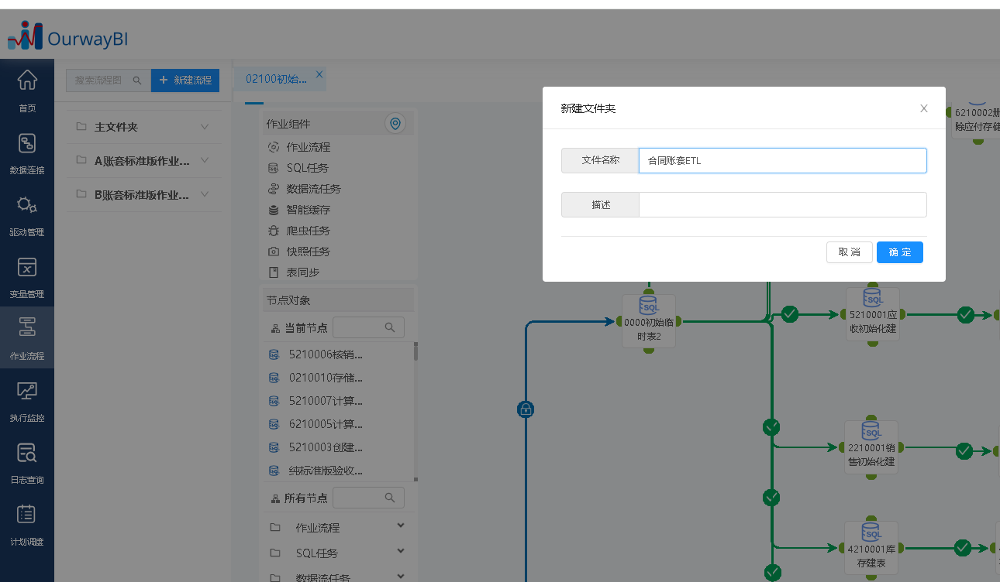 OurwayBI
首页
数据连接
驱动管理
变量管理
作业流程
执行监控
日志查询
计划调度
搜索流程图
+ 新建流程
主文件夹
A账套标准版作业...
B账套标准版作业...
02100初始...
作业组件
作业流程
SQL任务
数据流任务
智能缓存
爬虫任务
快照任务
表同步
节点对象
当前节点
5210006核销...
0210010存储...
5210007计算...
6210005计算...
5210003创建...
纯标准版验收...
所有节点
作业流程
SQL任务
数据流任务
新建文件夹
文件名称
合同账套ETL
描述
取 消
确 定
6210002删
除应付存储
SQL
0000初始临
时表2
SQL
5210001应
收初始化建
SQL
2210001销
售初始化建
SQL
4210001库
存建表